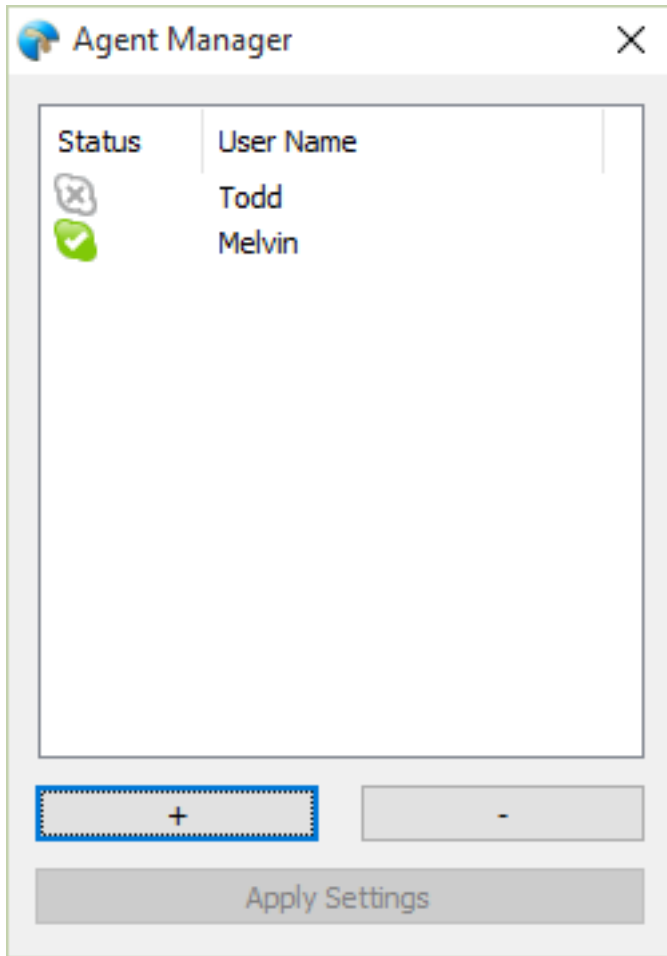 Agent Manager
Status User Name
Todd
Melvin
+ -
Apply Settings